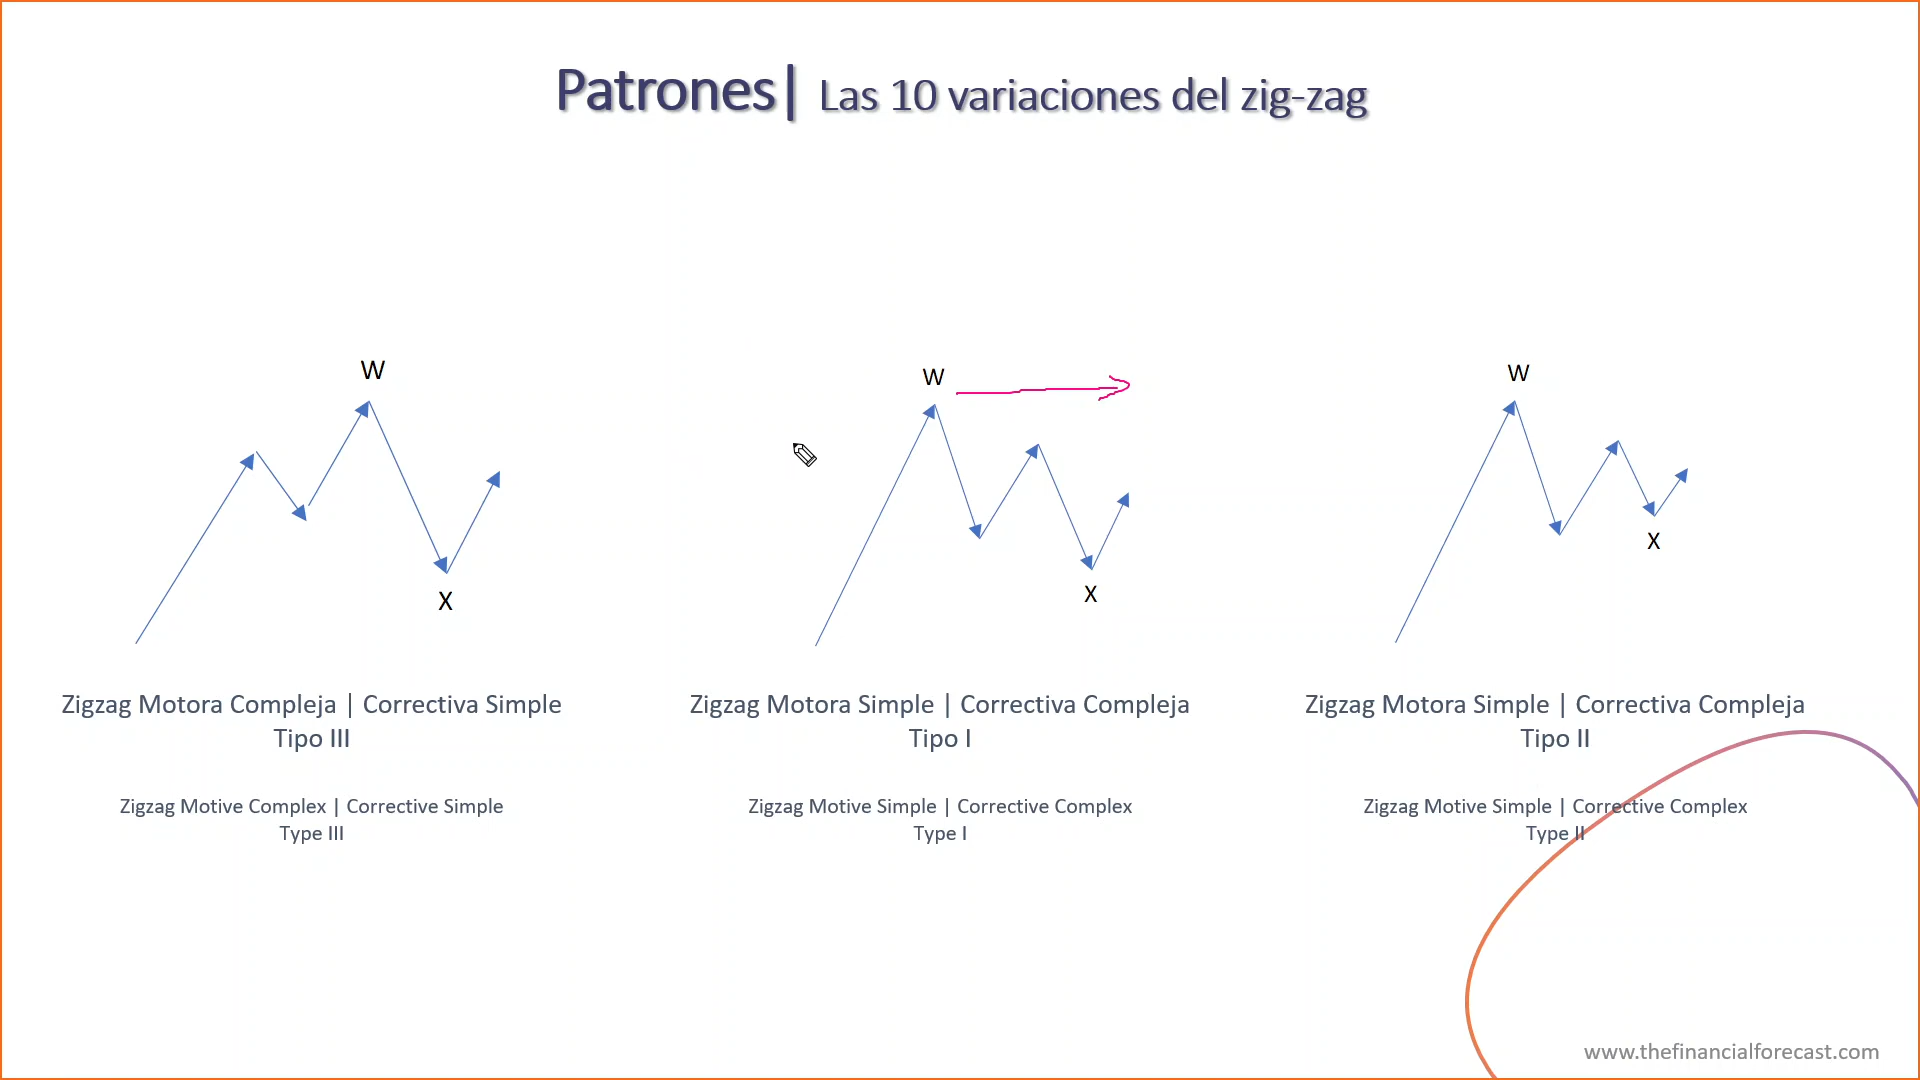 Patrones| Las 10 variaciones del zig-zag
W
X
Zigzag Motora Compleja | Correctiva Simple
Tipo III
Zigzag Motive Complex | Corrective Simple
Type III
W
X
Zigzag Motora Simple | Correctiva Compleja
Tipo I
Zigzag Motive Simple | Corrective Complex
Type I
W
X
Zigzag Motora Simple | Correctiva Compleja
Tipo II
Zigzag Motive Simple | Corrective Complex
Type II
www.thefinancialforecast.com